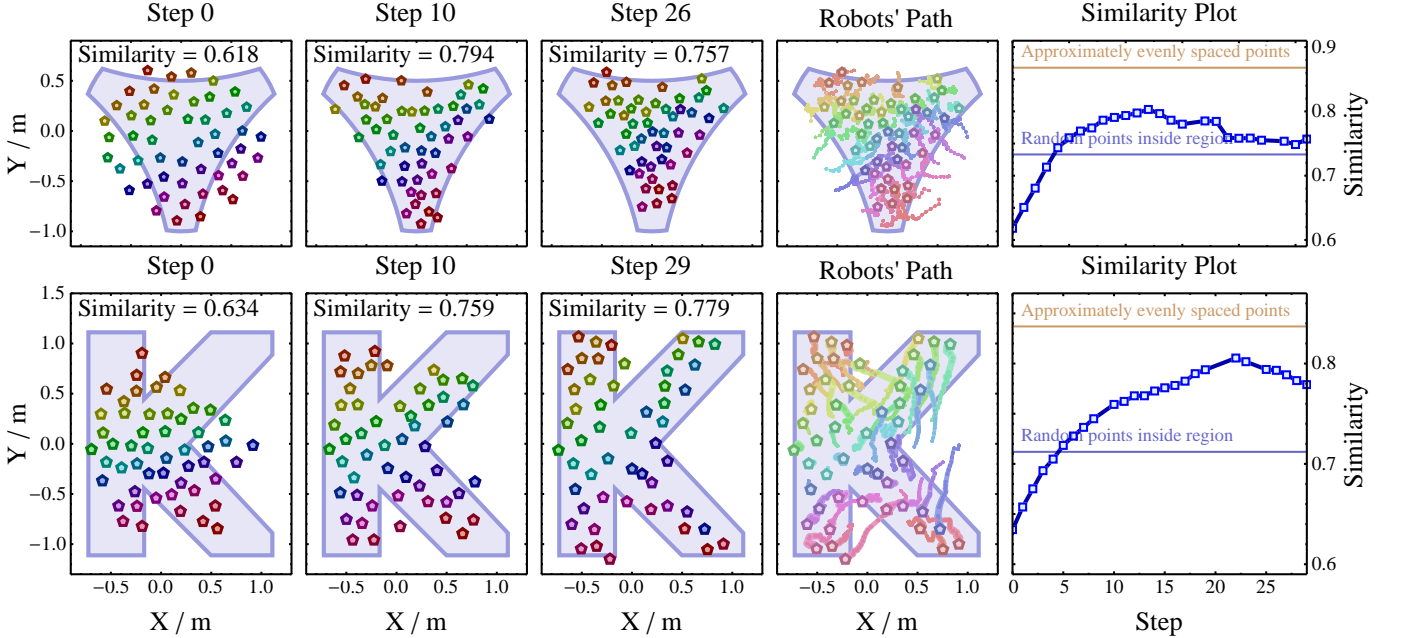 Step 0
Step 10
Step 26
Robots' Path
Similarity Plot
Similarity = 0.618
Similarity = 0.794
Similarity = 0.757
Approximately evenly spaced points
Random points inside region
0.5
0.0
−0.5
−1.0
Y / m
0.9
0.8
0.7
0.6
Similarity
Step 0
Step 10
Step 29
Robots' Path
Similarity Plot
Similarity = 0.634
Similarity = 0.759
Similarity = 0.779
Approximately evenly spaced points
Random points inside region
1.5
1.0
0.5
0.0
−0.5
−1.0
Y / m
0.8
0.7
0.6
Similarity
−0.5 0.0 0.5 1.0
−0.5 0.0 0.5 1.0
−0.5 0.0 0.5 1.0
−0.5 0.0 0.5 1.0
0 5 10 15 20 25
X / m
X / m
X / m
X / m
Step